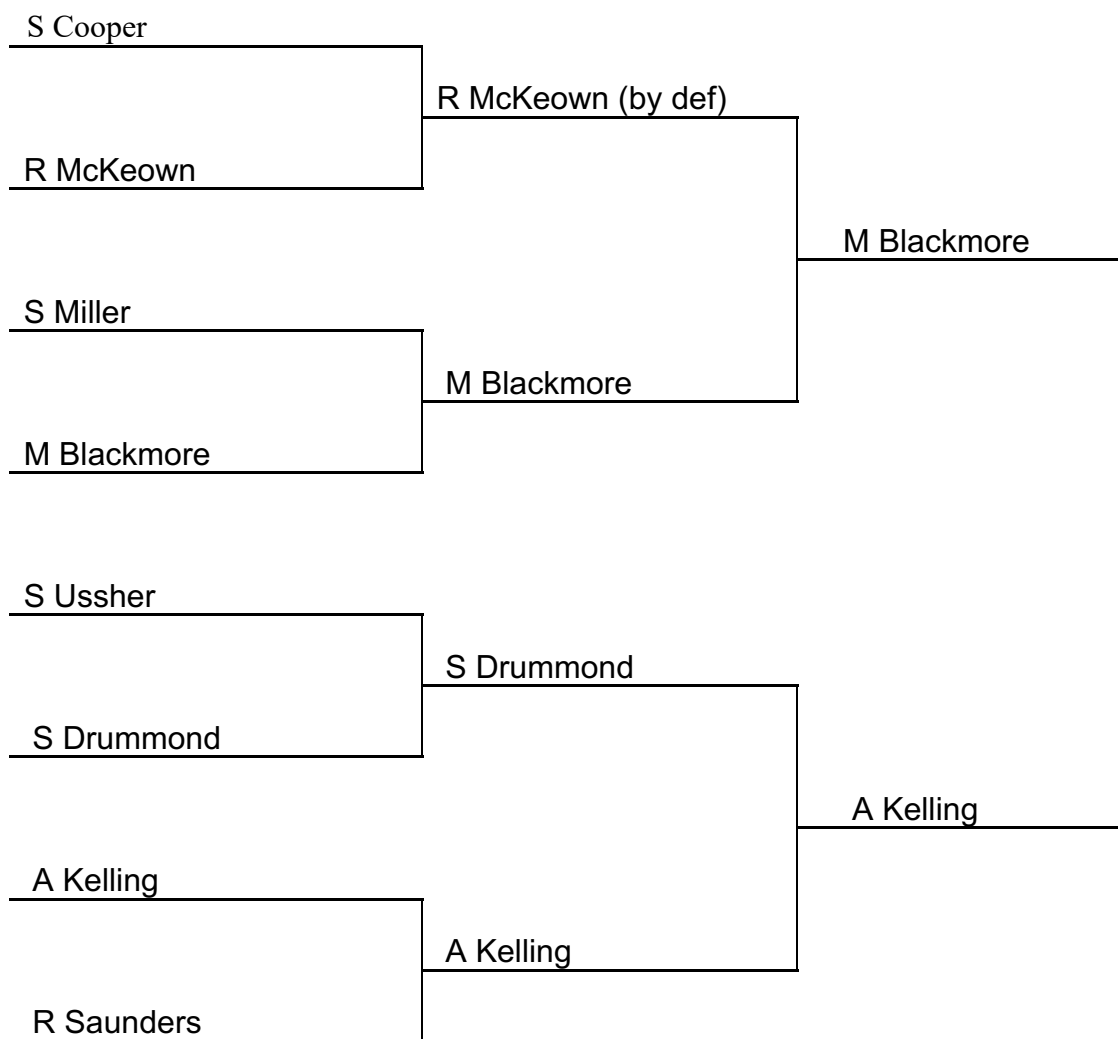 S Cooper
R McKeown (by def)
R McKeown
M Blackmore
S Miller
M Blackmore
M Blackmore
S Ussher
S Drummond
S Drummond
A Kelling
A Kelling
A Kelling
R Saunders